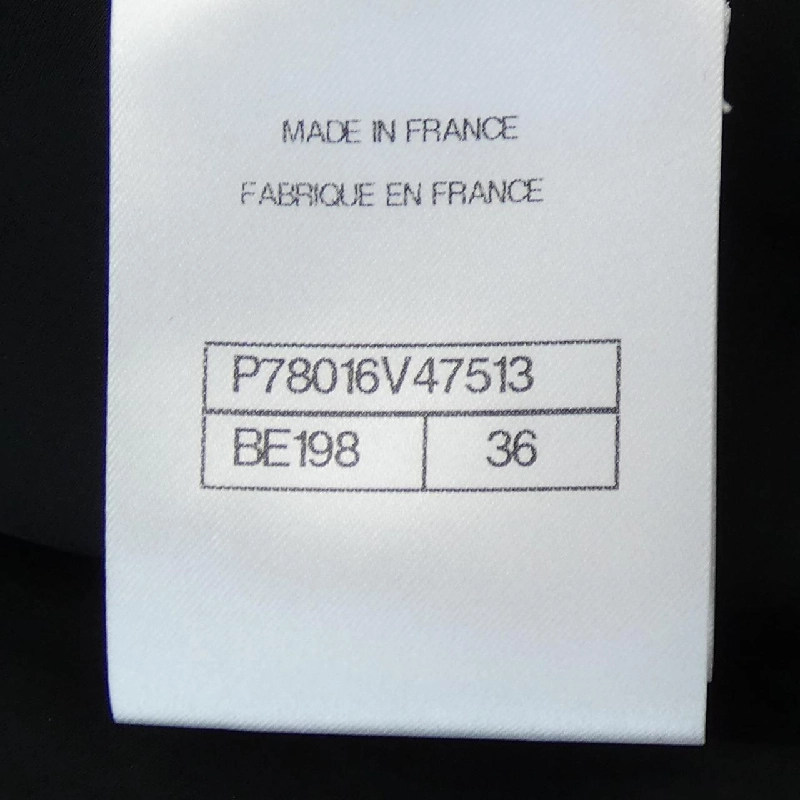 MADE IN FRANCE
FABRIQUE EN FRANCE
P78016V47513
BE198 36